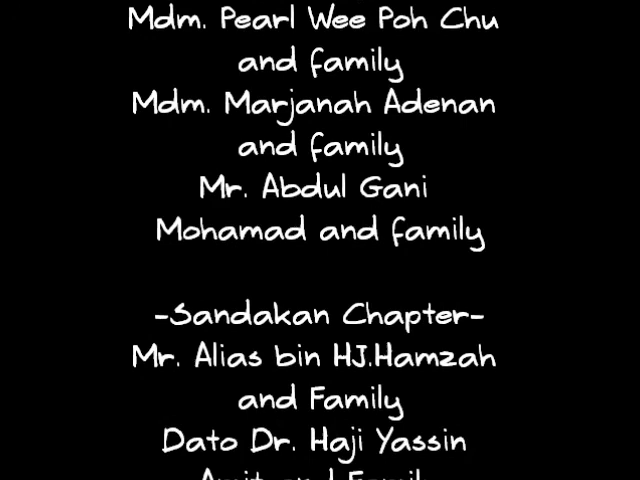 Mdm. Pearl Wee Poh Chu
and family
Mdm. Marjanah Adenan
and family
Mr. Abdul Gani
Mohamad and family
-Sandakan Chapter-
Mr. Alias bin HJ.Hamzah
and Family
Dato Dr. Haji Yassin
and